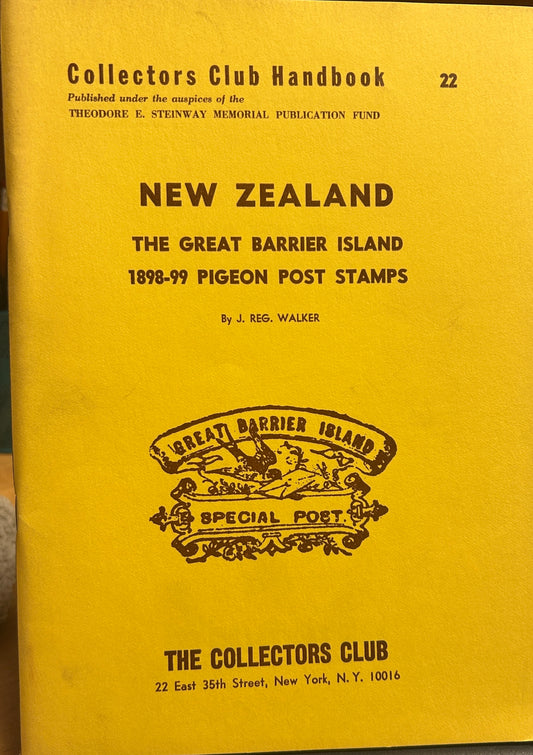 Collectors Club Handbook 22
Published under the auspices of the
THEODORE E. STEINWAY MEMORIAL PUBLICATION FUND
NEW ZEALAND
THE GREAT BARRIER ISLAND
1898-99 PIGEON POST STAMPS
By J. REG. WALKER
GREAT BARRIER ISLAND
SPECIAL POST.
THE COLLECTORS CLUB
22 East 35th Street, New York, N. Y. 10016